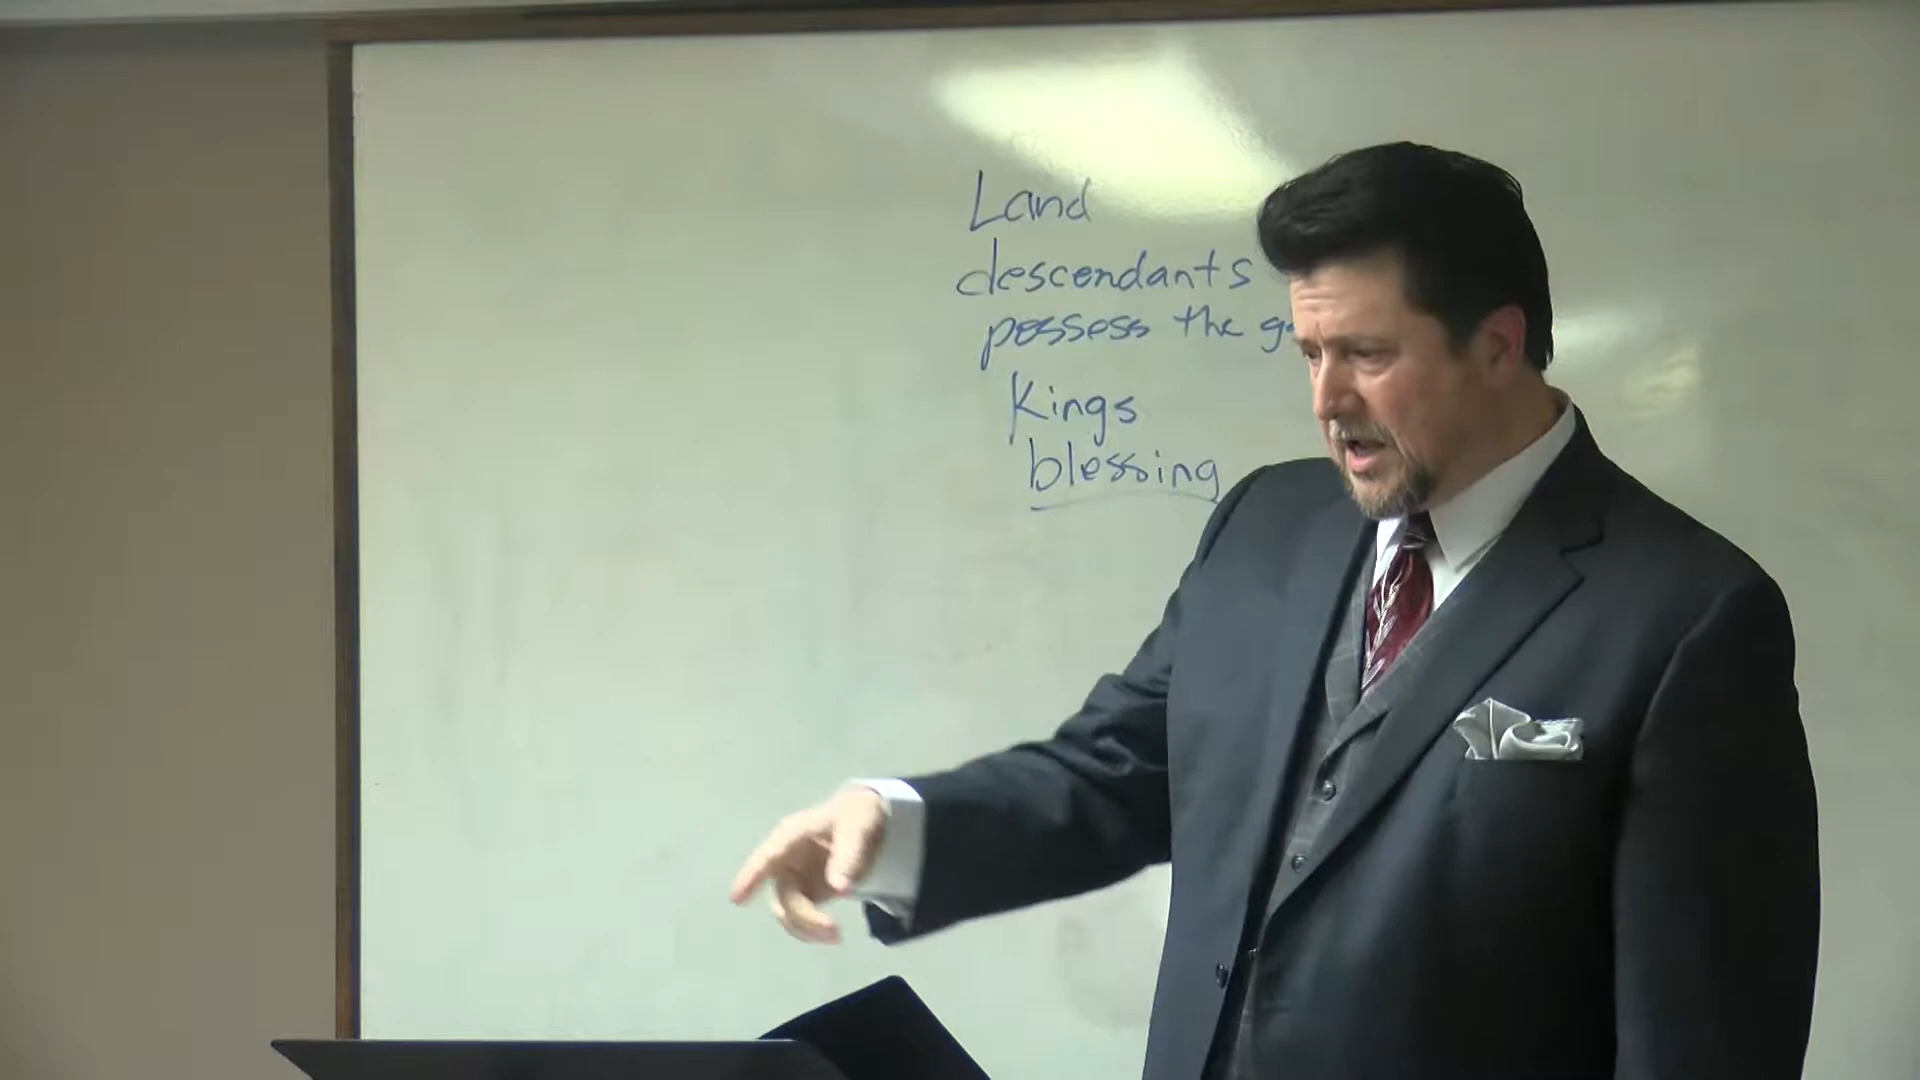 Land
descendants
possess the
Kings
blessing